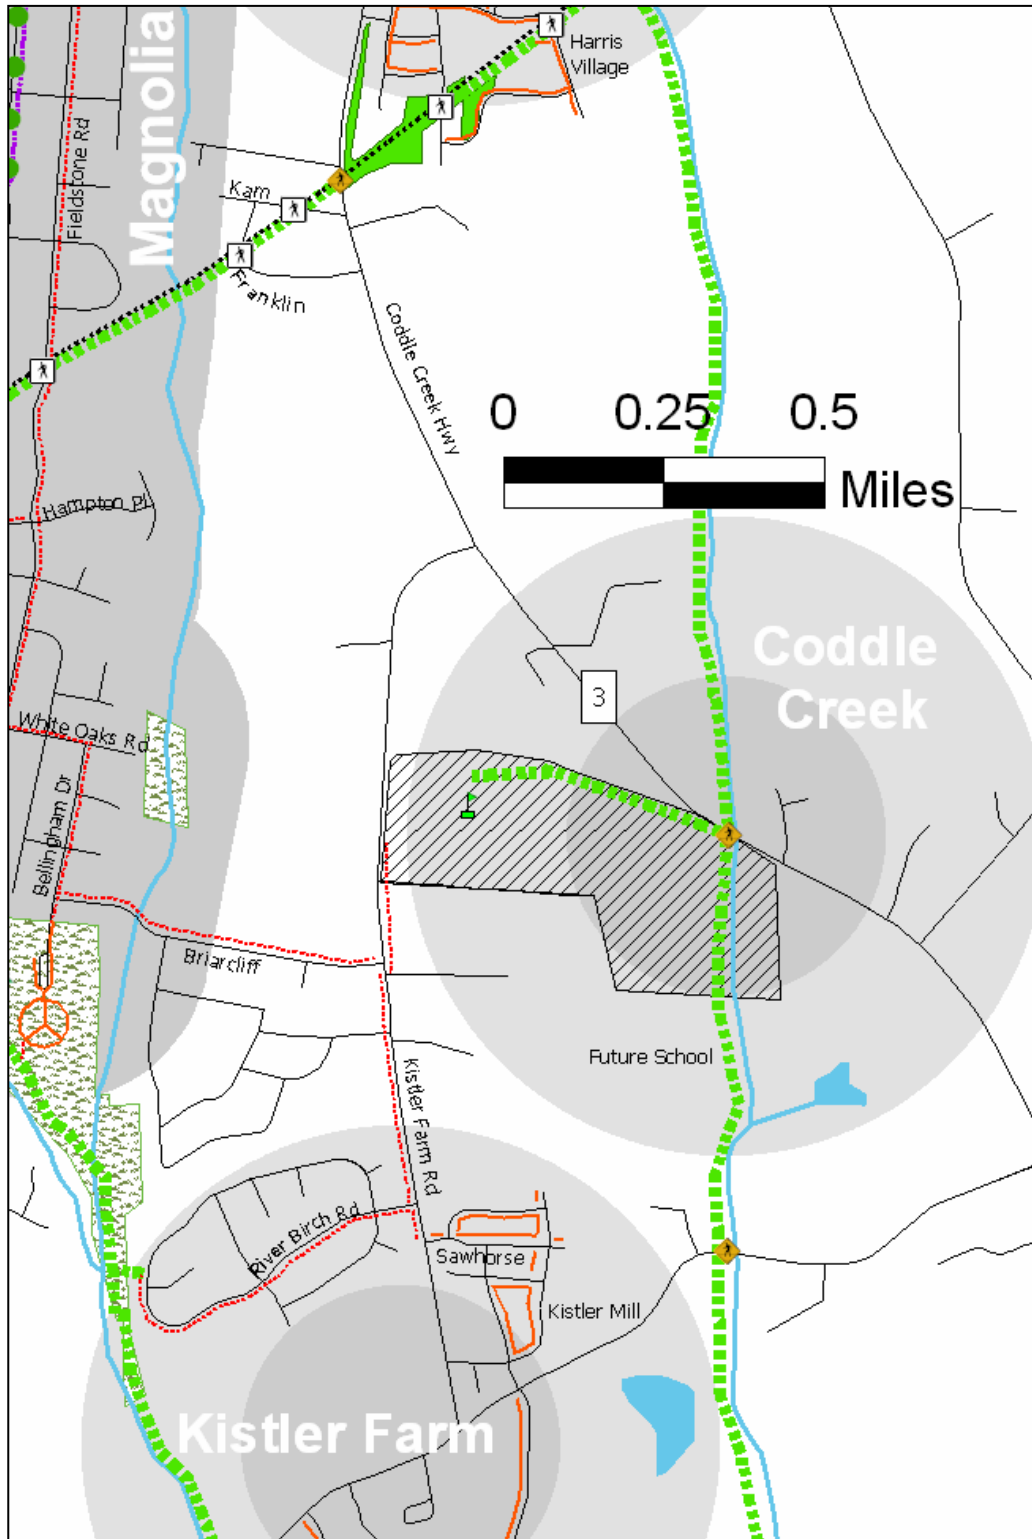 Harris
Village
Magnolia
Fieldstone Rd
Kam
Franklin
Coddle Creek Hwy
0 0.25 0.5
Miles
Hampton Pl
Coddle
Creek
3
White Oaks Rd
Bellingham Dr
Briarcliff
Future School
Kistler Farm Rd
River Birch Rd
Sawhorse
Kistler Mill
Kistler Farm